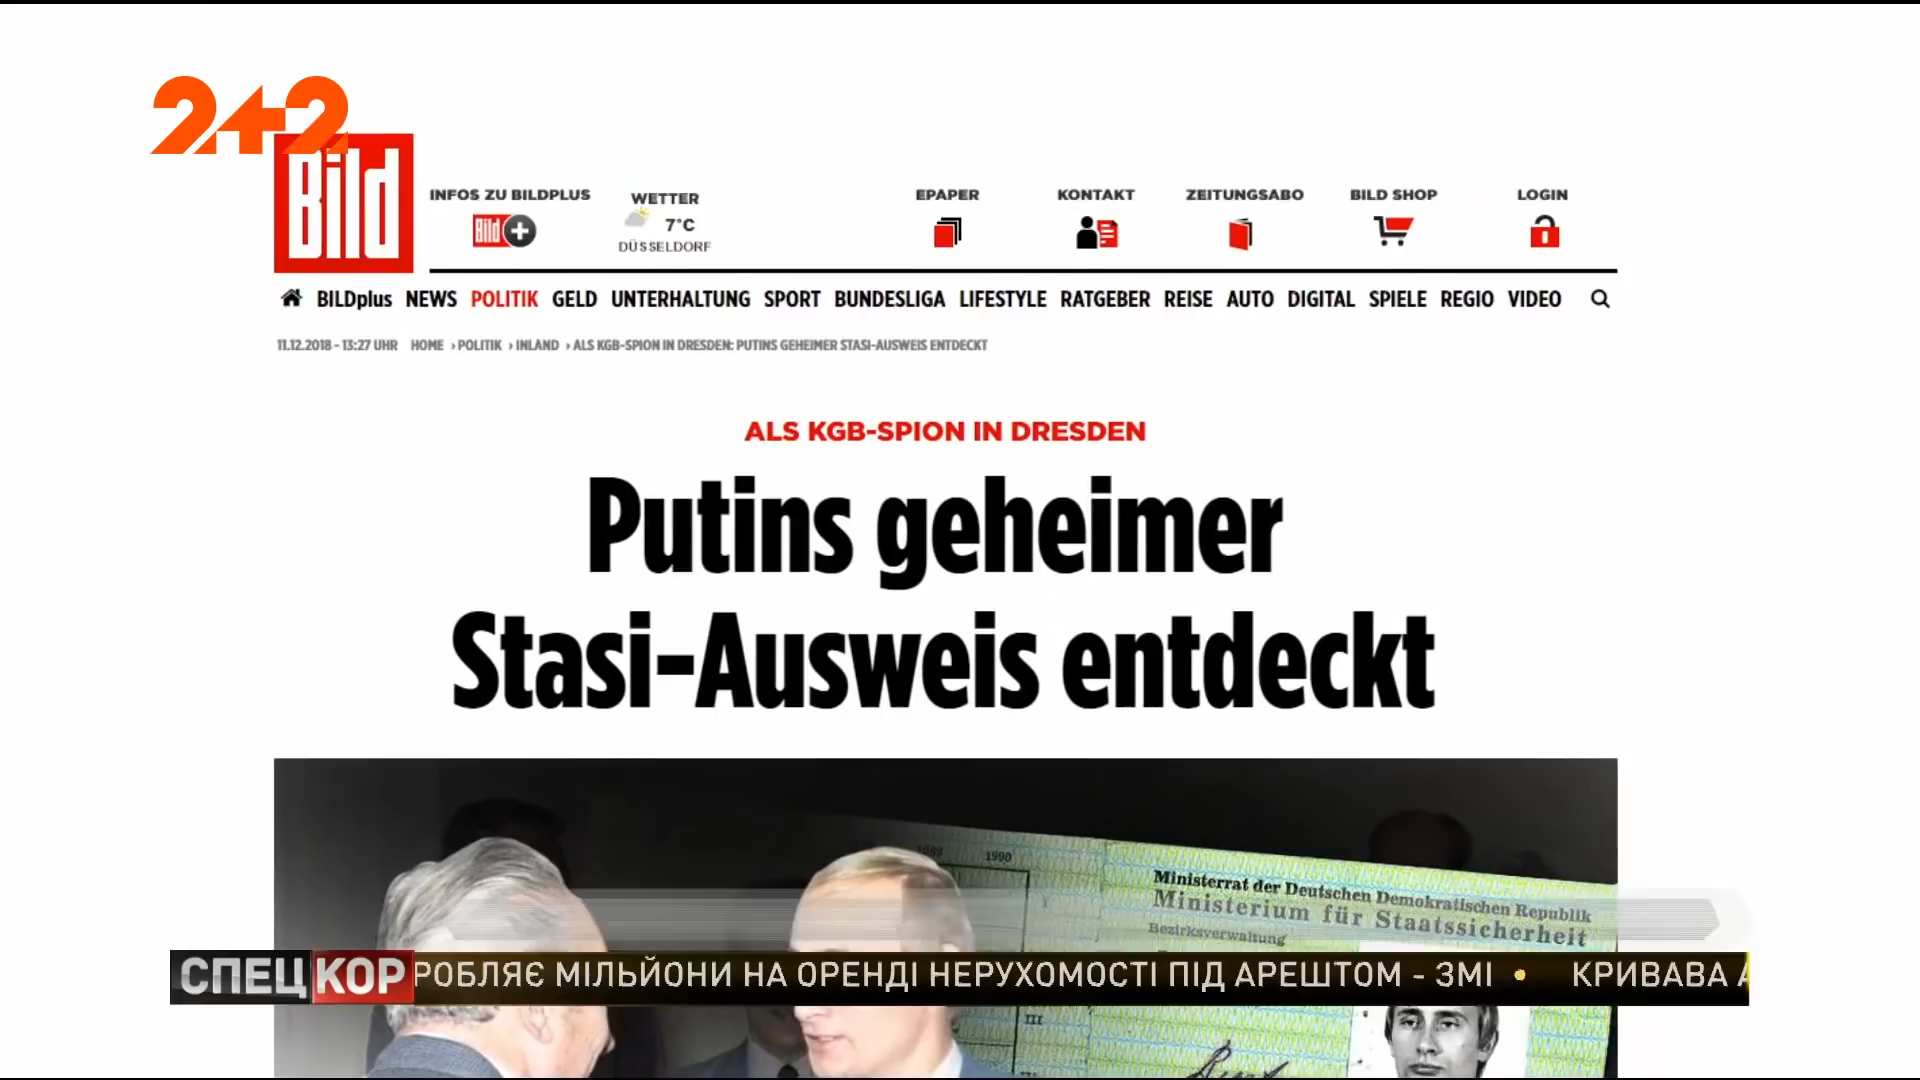 2+2
Bild
INFOS ZU BILDPLUS
Bild+
WETTER
7°C
DÜSSELDORF
EPAPER
KONTAKT
ZEITUNGSABO
BILD SHOP
LOGIN
BILDplus NEWS POLITIK GELD UNTERHALTUNG SPORT BUNDESLIGA LIFESTYLE RATGEBER REISE AUTO DIGITAL SPIELE REGIO VIDEO
11.12.2018 - 13:27 UHR HOME › POLITIK › INLAND › ALS KGB-SPION IN DRESDEN: PUTINS GEHEIMER STASI-AUSWEIS ENTDECKT
ALS KGB-SPION IN DRESDEN
Putins geheimer
Stasi-Ausweis entdeckt
1989 1990
Ministerrat der Deutschen Demokratischen Republik
Ministerium für Staatssicherheit
Bezirksverwaltung
СПЕЦКОР
РОБЛЯЄ МІЛЬЙОНИ НА ОРЕНДІ НЕРУХОМОСТІ ПІД АРЕШТОМ - ЗМІ • КРИВАВА
III